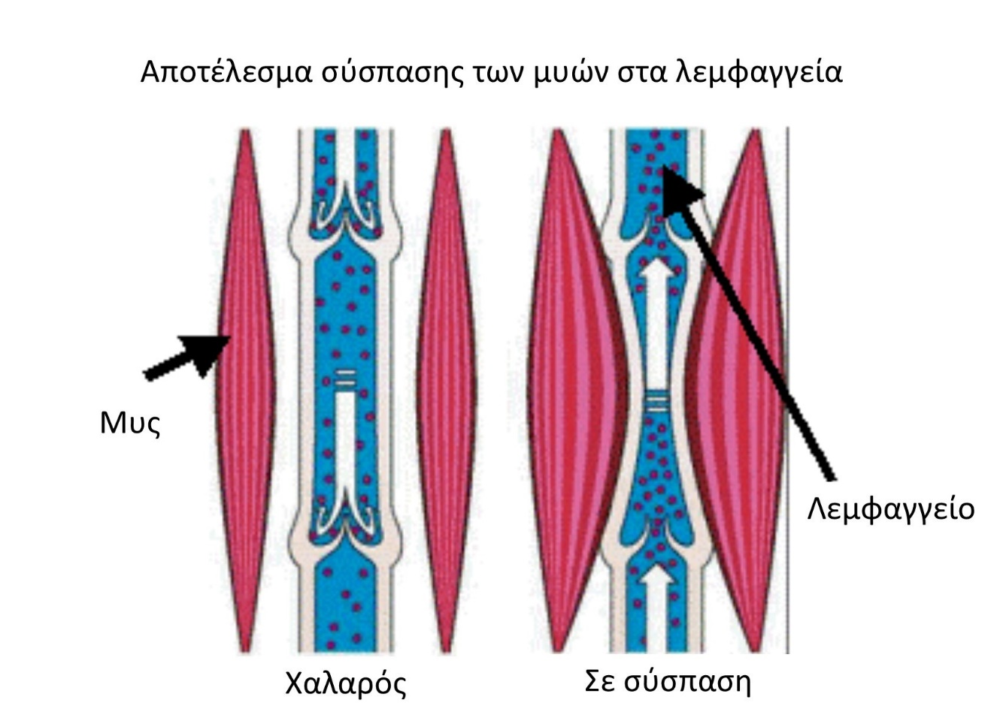 Αποτέλεσμα σύσπασης των μυών στα λεμφαγγεία
Μυς
Λεμφαγγείο
Χαλαρός
Σε σύσπαση